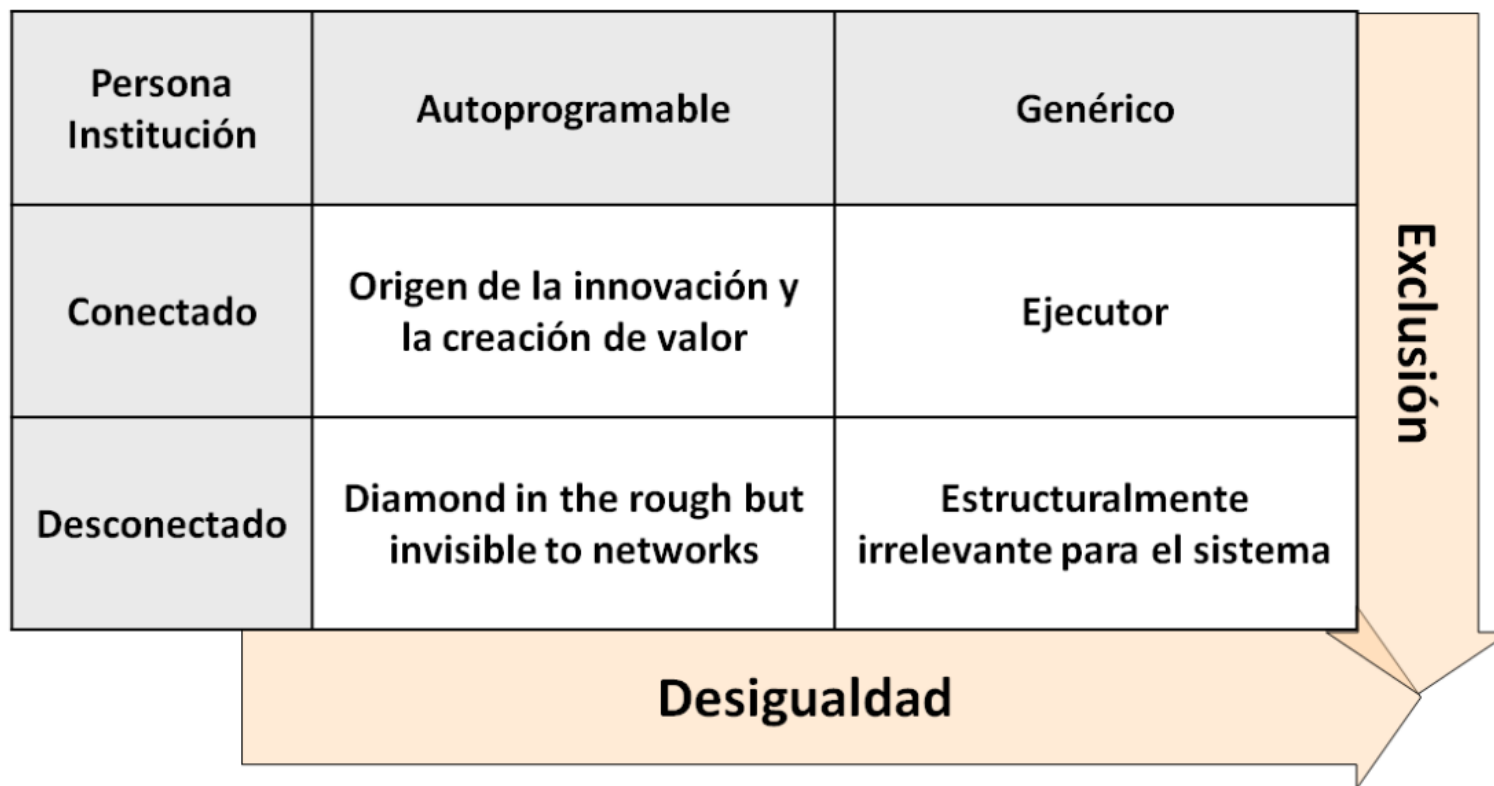 Persona
Institución
Autoprogramable
Genérico
Conectado
Origen de la innovación y
la creación de valor
Ejecutor
Desconectado
Diamond in the rough but
invisible to networks
Estructuralmente
irrelevante para el sistema
Exclusión
Desigualdad